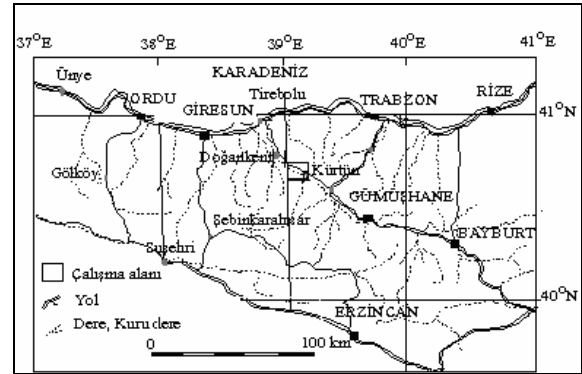 37°E 38°E 39°E 40°E 41°E
Ünye
KARADENİZ
Tirebolu
ORDU
GİRESUN
TRABZON
RİZE
41°N
Doğankent
Kürtün
Gölköy
GÜMÜŞHANE
Şebinkarahisar
BAYBURT
Suşehri
Çalışma alanı
Yol
40°N
Dere, Kuru dere
ERZİNCAN
0 100 km